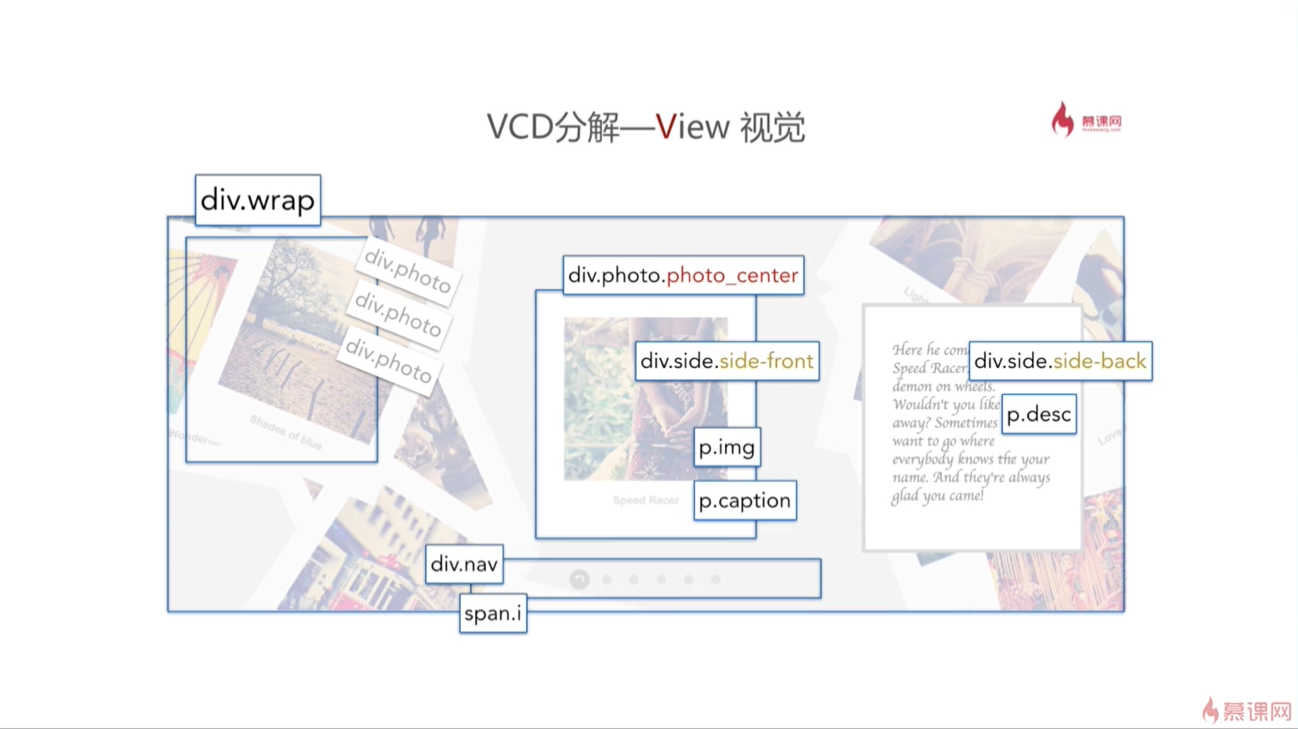 VCD分解—View 视觉
慕课网
div.wrap
div.photo
div.photo
div.photo
Shades of blue
div.photo.photo_center
div.side.side-front
p.img
Speed Racer
p.caption
div.nav
span.i
div.side.side-back
p.desc
Here he com
Speed Racer
demon on wheels.
Wouldn't you like
away? Sometimes
want to go where
everybody knows the your
name. And they're always
glad you came!
Love
慕课网